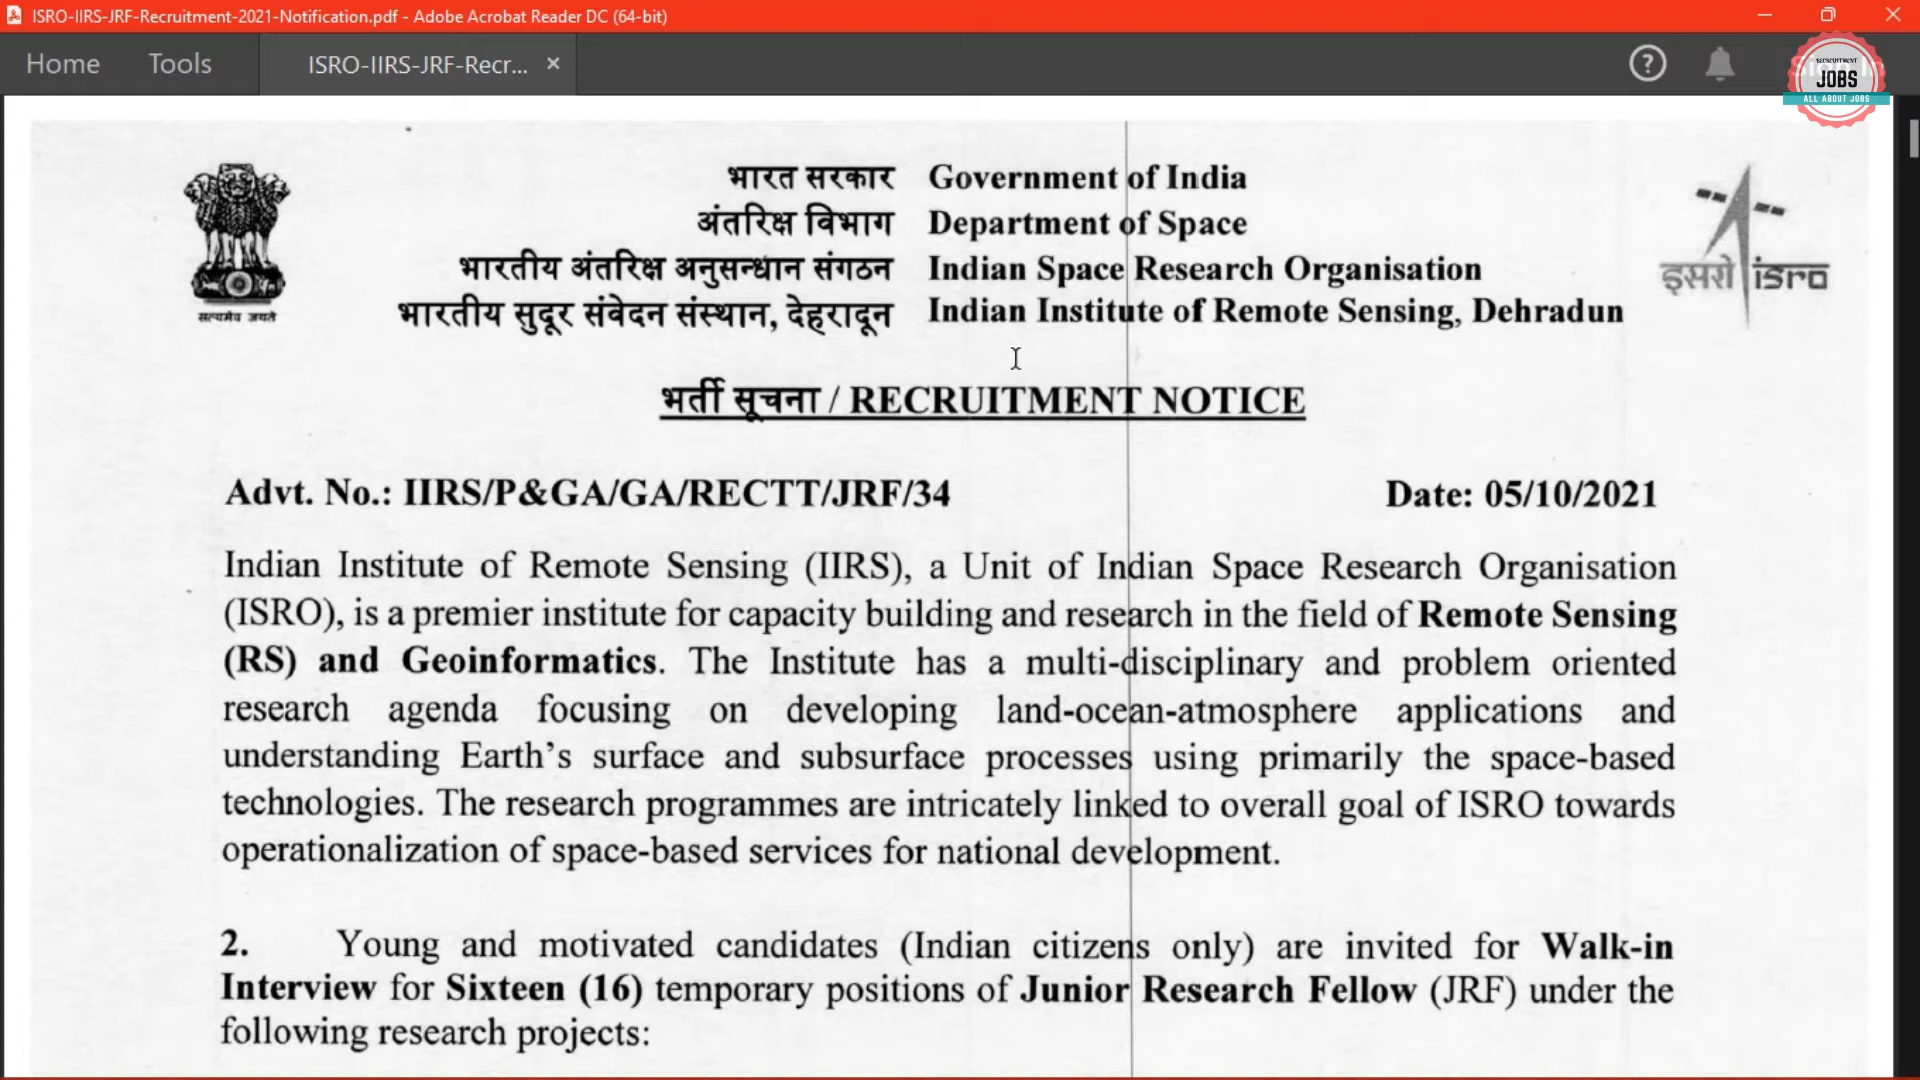 ISRO-IIRS-JRF-Recruitment-2021-Notification.pdf - Adobe Acrobat Reader DC (64-bit)
Home Tools ISRO-IIRS-JRF-Recr...
RECRUITMENT
JOBS
ALL ABOUT JOBS
भारत सरकार Government of India
अंतरिक्ष विभाग Department of Space
भारतीय अंतरिक्ष अनुसन्धान संगठन Indian Space Research Organisation
भारतीय सुदूर संवेदन संस्थान, देहरादून Indian Institute of Remote Sensing, Dehradun
सत्यमेव जयते
इसरो isro
भर्ती सूचना / RECRUITMENT NOTICE
Advt. No.: IIRS/P&GA/GA/RECTT/JRF/34 Date: 05/10/2021
Indian Institute of Remote Sensing (IIRS), a Unit of Indian Space Research Organisation
(ISRO), is a premier institute for capacity building and research in the field of Remote Sensing
(RS) and Geoinformatics. The Institute has a multi-disciplinary and problem oriented
research agenda focusing on developing land-ocean-atmosphere applications and
understanding Earth's surface and subsurface processes using primarily the space-based
technologies. The research programmes are intricately linked to overall goal of ISRO towards
operationalization of space-based services for national development.
2. Young and motivated candidates (Indian citizens only) are invited for Walk-in
Interview for Sixteen (16) temporary positions of Junior Research Fellow (JRF) under the
following research projects: